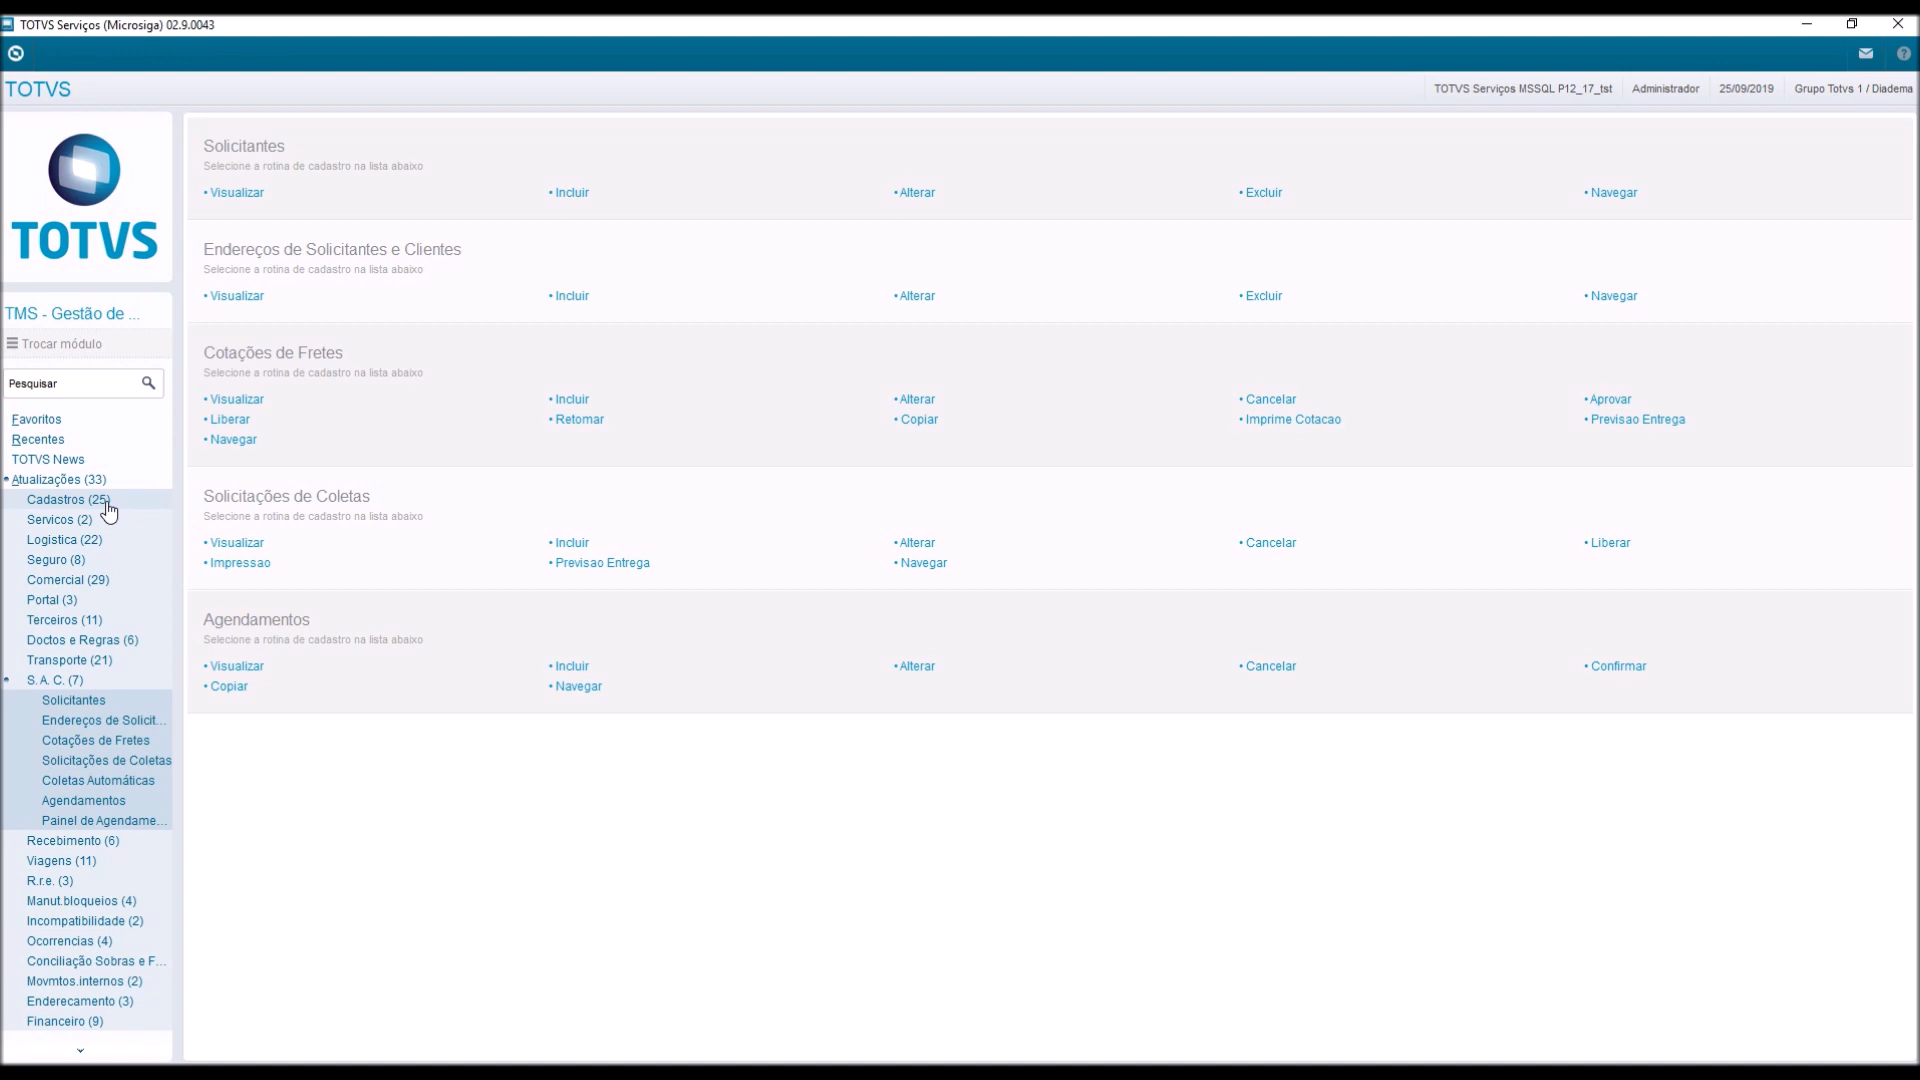 TOTVS Serviços (Microsiga) 02.9.0043
TOTVS
TOTVS Serviços MSSQL P12_17_tst
Administrador
25/09/2019
Grupo Totvs 1 / Diadema
TOTVS
TMS - Gestão de ...
Trocar módulo
Pesquisar
Favoritos
Recentes
TOTVS News
Atualizações (33)
Cadastros (25)
Servicos (2)
Logistica (22)
Seguro (8)
Comercial (29)
Portal (3)
Terceiros (11)
Doctos e Regras (6)
Transporte (21)
S. A. C. (7)
Solicitantes
Endereços de Solicit...
Cotações de Fretes
Solicitações de Coletas
Coletas Automáticas
Agendamentos
Painel de Agendame...
Recebimento (6)
Viagens (11)
R.r.e. (3)
Manut.bloqueios (4)
Incompatibilidade (2)
Ocorrencias (4)
Conciliação Sobras e F...
Movmtos.internos (2)
Enderecamento (3)
Financeiro (9)
Solicitantes
Selecione a rotina de cadastro na lista abaixo
• Visualizar • Incluir • Alterar • Excluir • Navegar
Endereços de Solicitantes e Clientes
Selecione a rotina de cadastro na lista abaixo
• Visualizar • Incluir • Alterar • Excluir • Navegar
Cotações de Fretes
Selecione a rotina de cadastro na lista abaixo
• Visualizar • Incluir • Alterar • Cancelar • Aprovar
• Liberar • Retomar • Copiar • Imprime Cotacao • Previsao Entrega
• Navegar
Solicitações de Coletas
Selecione a rotina de cadastro na lista abaixo
• Visualizar • Incluir • Alterar • Cancelar • Liberar
• Impressao • Previsao Entrega • Navegar
Agendamentos
Selecione a rotina de cadastro na lista abaixo
• Visualizar • Incluir • Alterar • Cancelar • Confirmar
• Copiar • Navegar